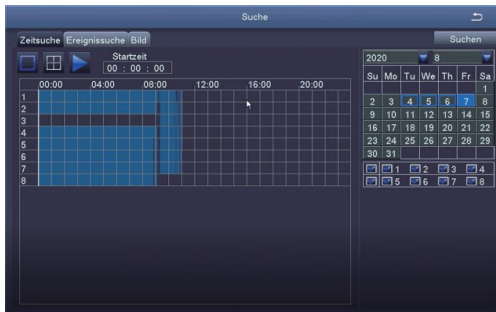 Suche
Zeitsuche Ereignissuche Bild
Suchen
Startzeit
00 : 00 : 00
00:00 04:00 08:00 12:00 16:00 20:00
1
2
3
4
5
6
7
8
2020 8
Su Mo Tu We Th Fr Sa
1
2 3 4 5 6 7 8
9 10 11 12 13 14 15
16 17 18 19 20 21 22
23 24 25 26 27 28 29
30 31
1 2 3 4
5 6 7 8